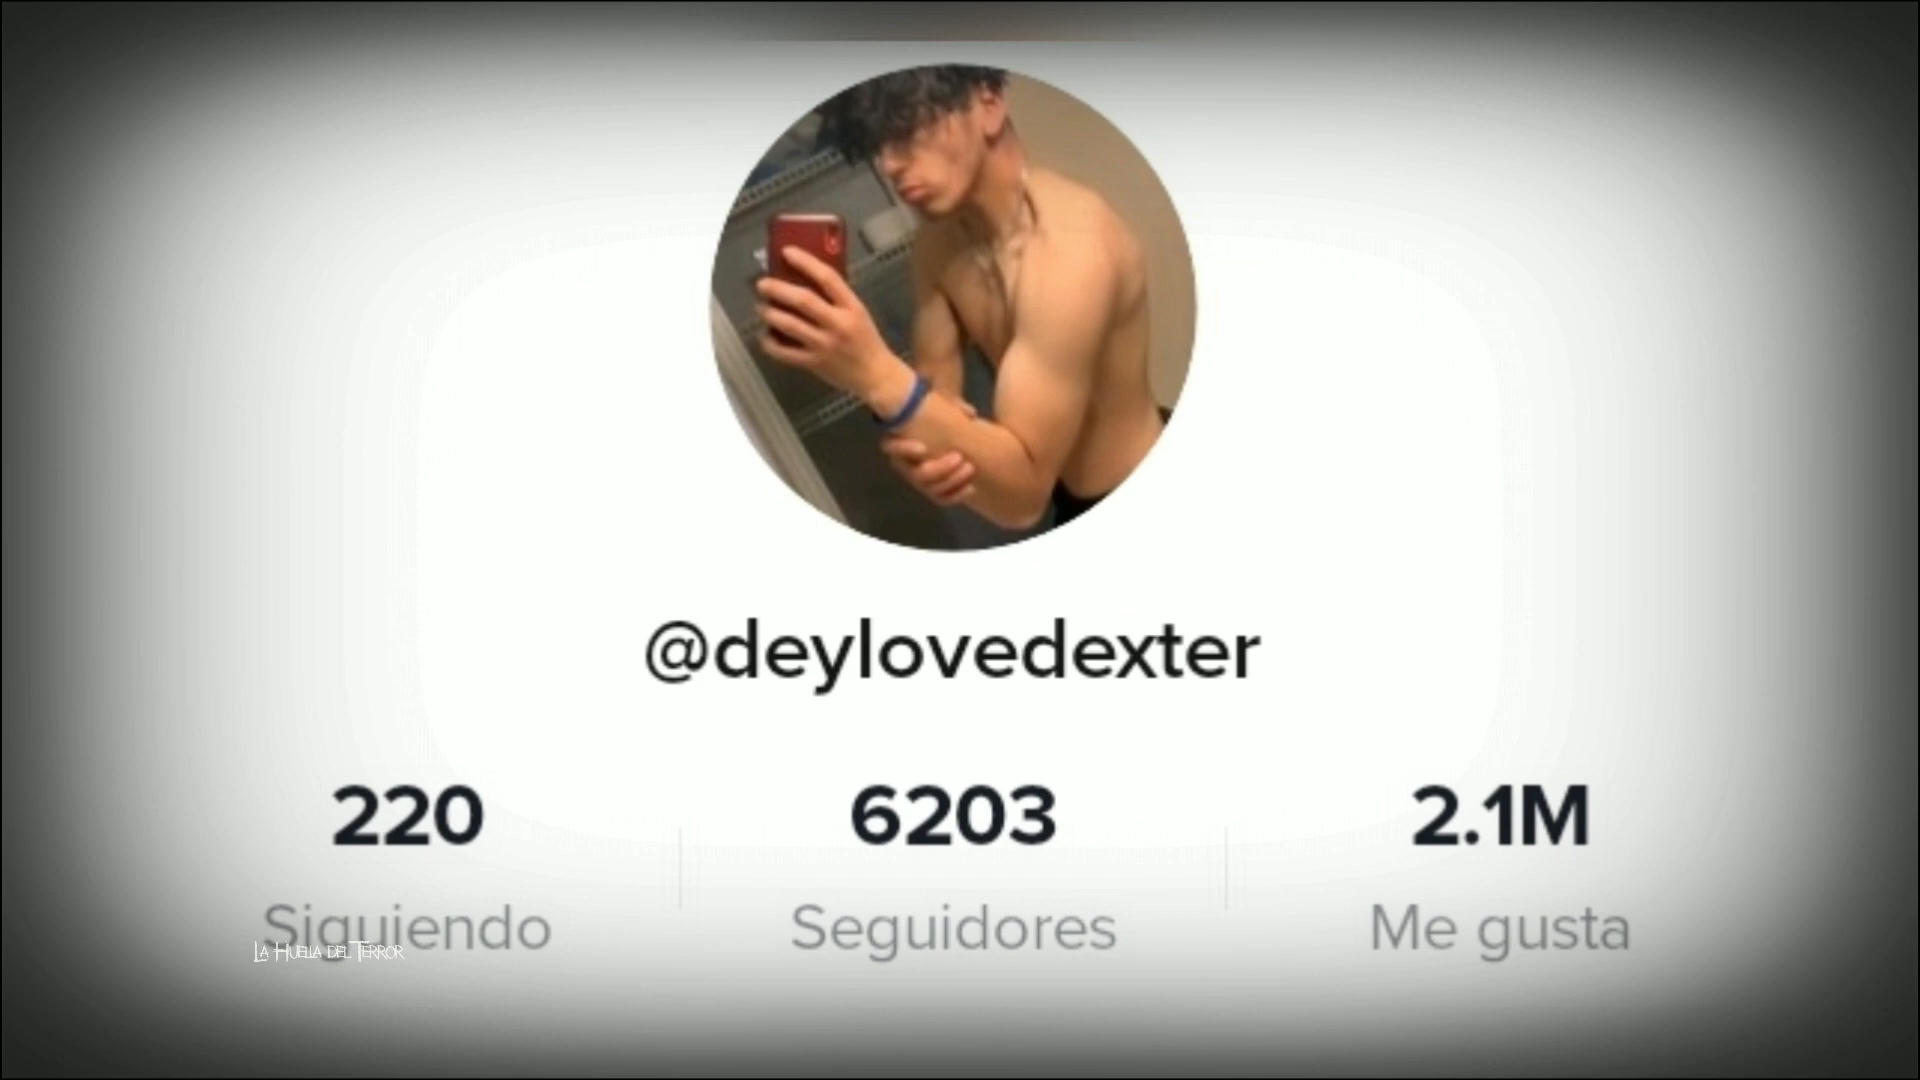 @deylovedexter
220 6203 2.1M
Siguiendo Seguidores Me gusta
La Huella del Terror